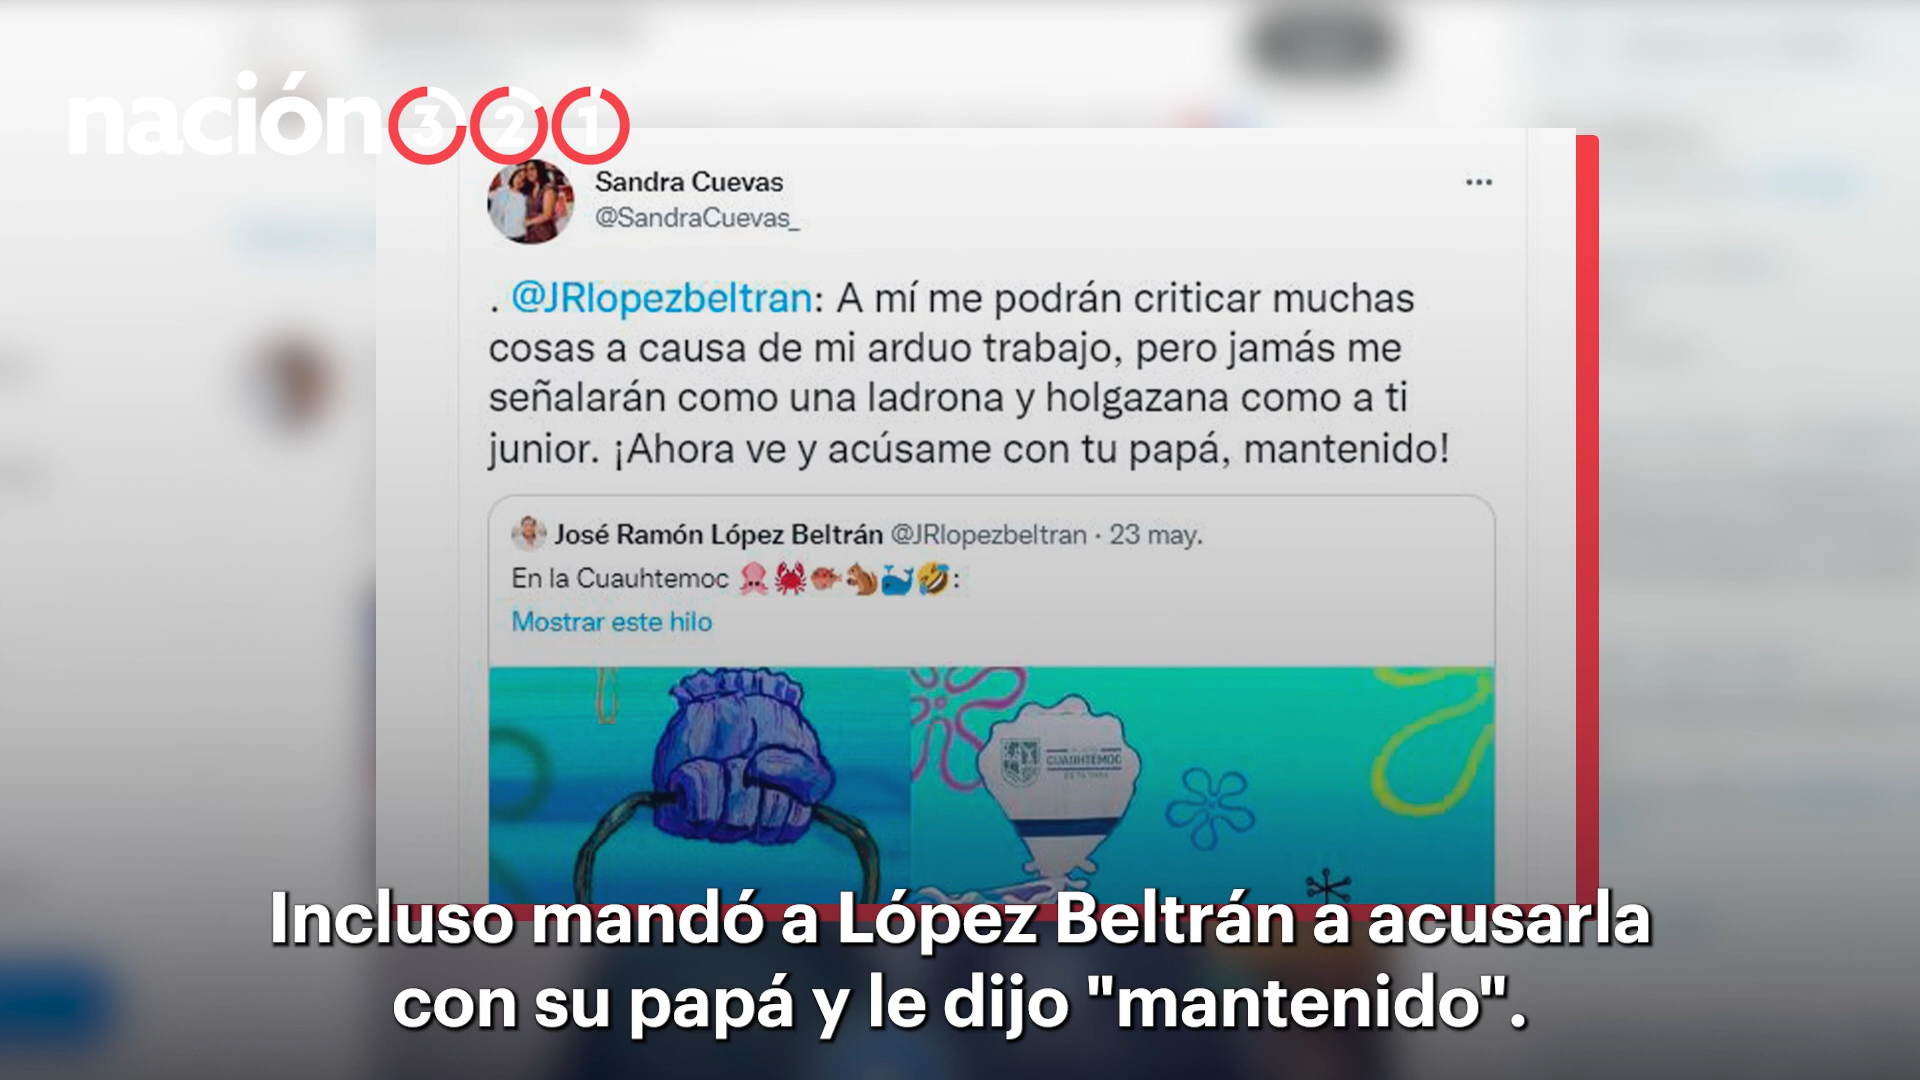 nación321
Sandra Cuevas
@SandraCuevas_
. @JRlopezbeltran: A mí me podrán criticar muchas
cosas a causa de mi arduo trabajo, pero jamás me
señalarán como una ladrona y holgazana como a ti
junior. ¡Ahora ve y acúsame con tu papá, mantenido!
José Ramón López Beltrán @JRlopezbeltran · 23 may.
En la Cuauhtemoc 🦑🦀🐡🐿️🐳🤣:
Mostrar este hilo
CUAUHTÉMOC
Incluso mandó a López Beltrán a acusarla
con su papá y le dijo "mantenido".